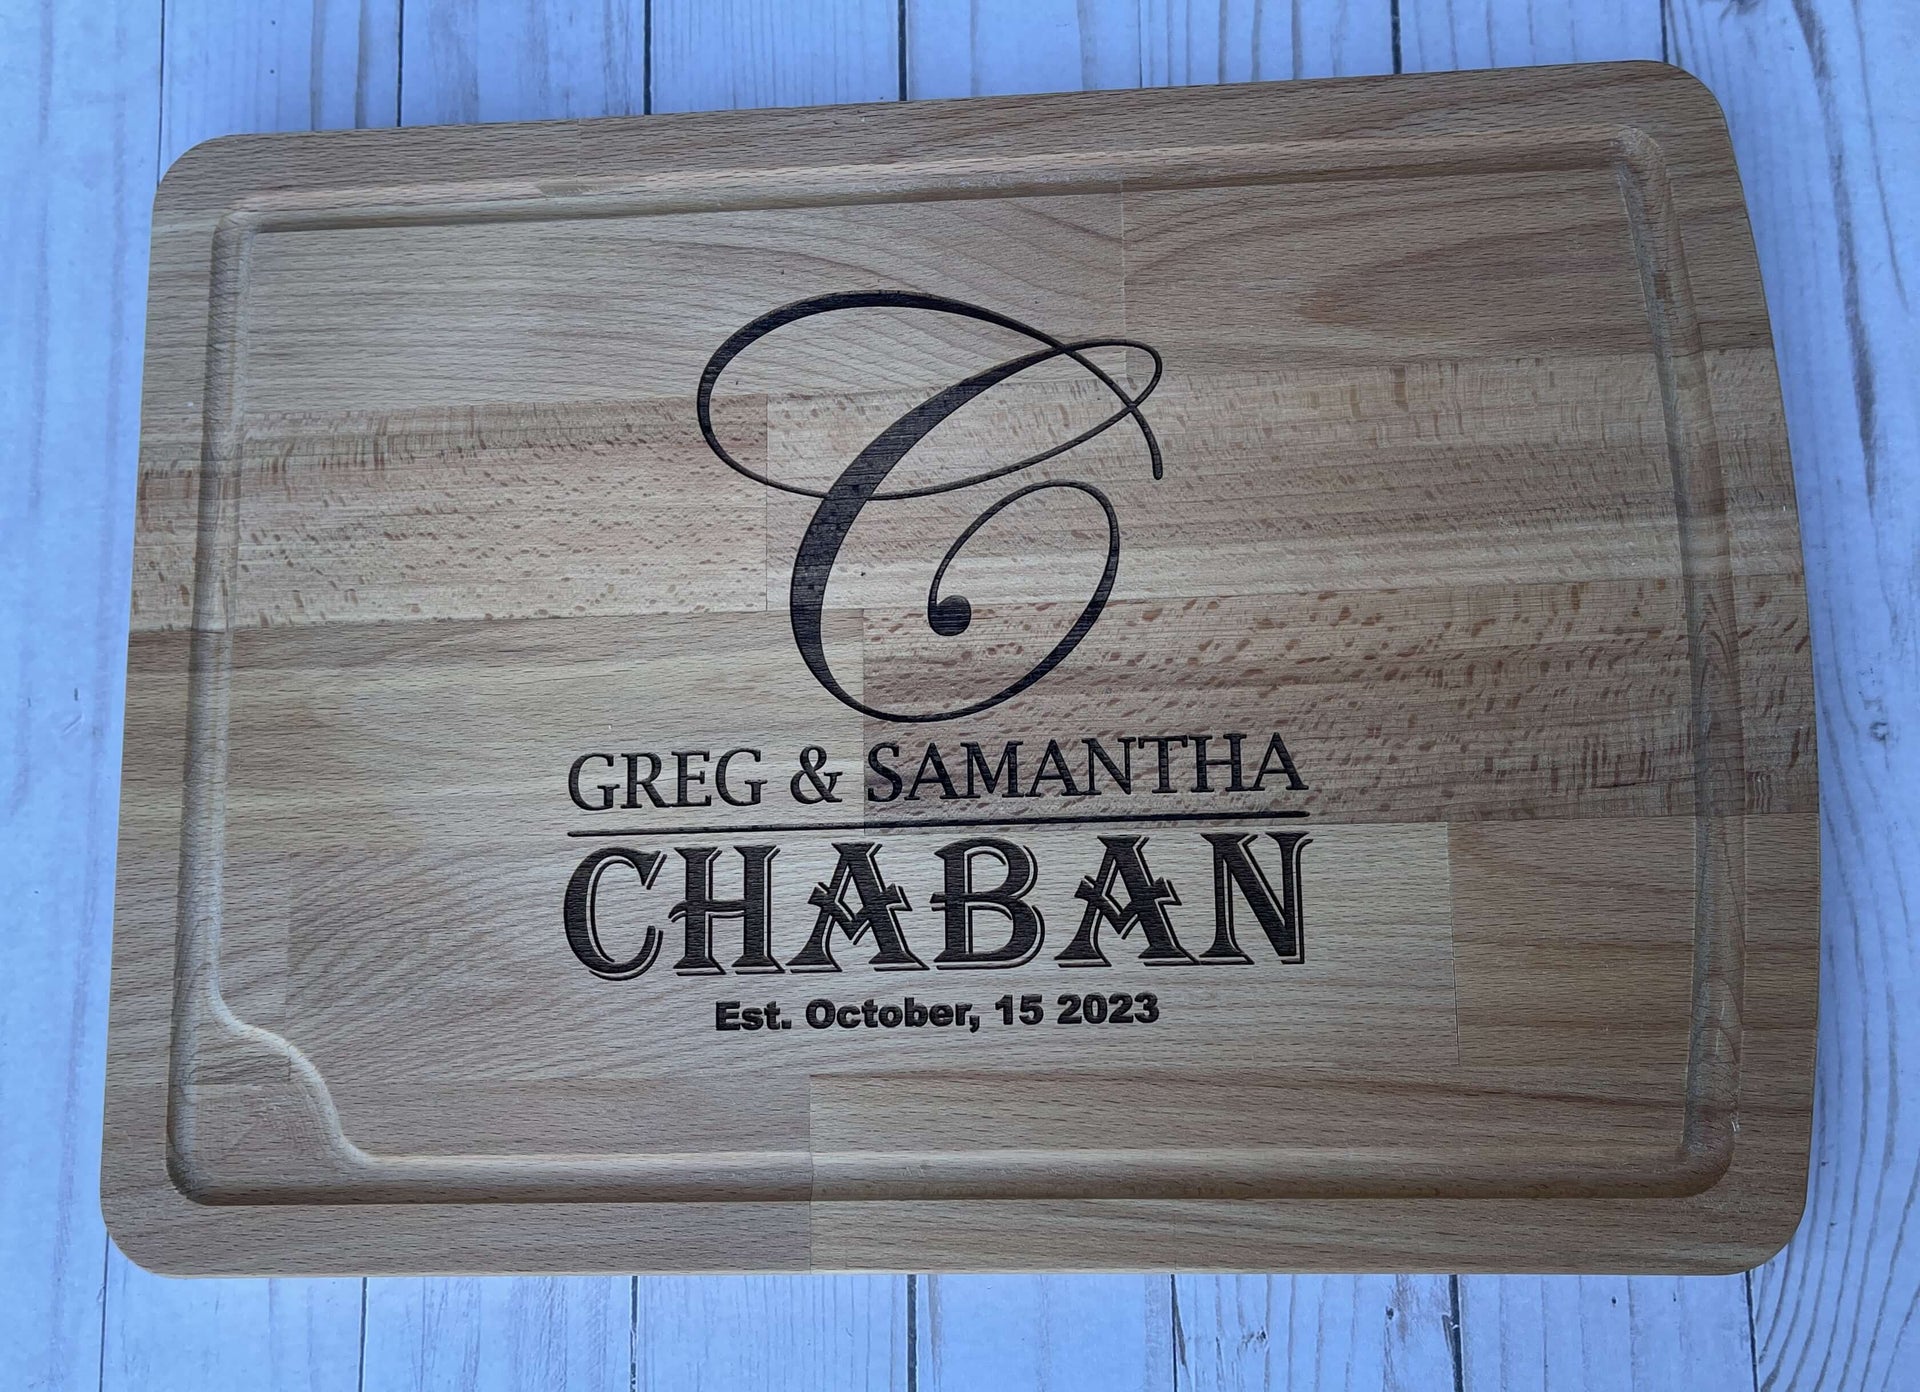 C
GREG & SAMANTHA
CHABAN
Est. October, 15 2023